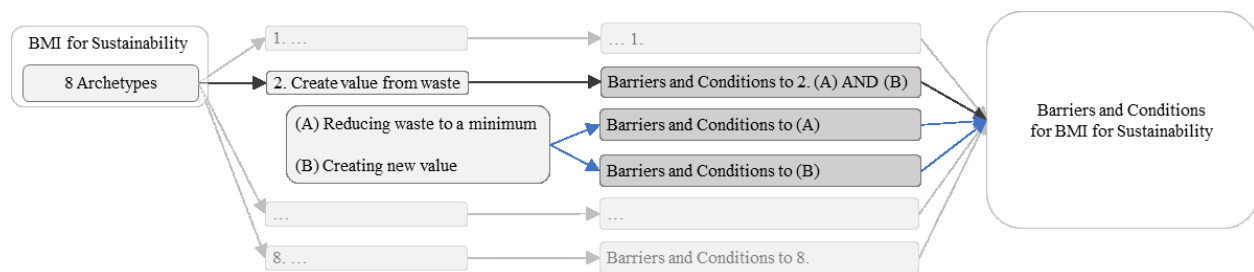 BMI for Sustainability
8 Archetypes
1. …
… 1.
2. Create value from waste
Barriers and Conditions to 2. (A) AND (B)
(A) Reducing waste to a minimum
(B) Creating new value
Barriers and Conditions to (A)
Barriers and Conditions to (B)
…
…
8. …
Barriers and Conditions to 8.
Barriers and Conditions
for BMI for Sustainability